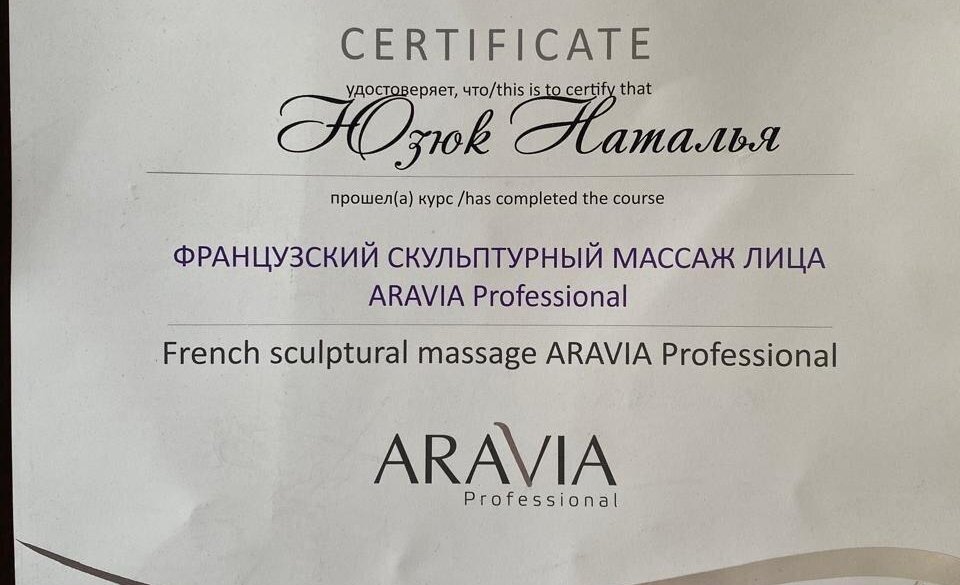 CERTIFICATE
удостоверяет, что/this is to certify that
Юзюк Наталья
прошел(а) курс /has completed the course
ФРАНЦУЗСКИЙ СКУЛЬПТУРНЫЙ МАССАЖ ЛИЦА
ARAVIA Professional
French sculptural massage ARAVIA Professional
ARAVIA
Professional